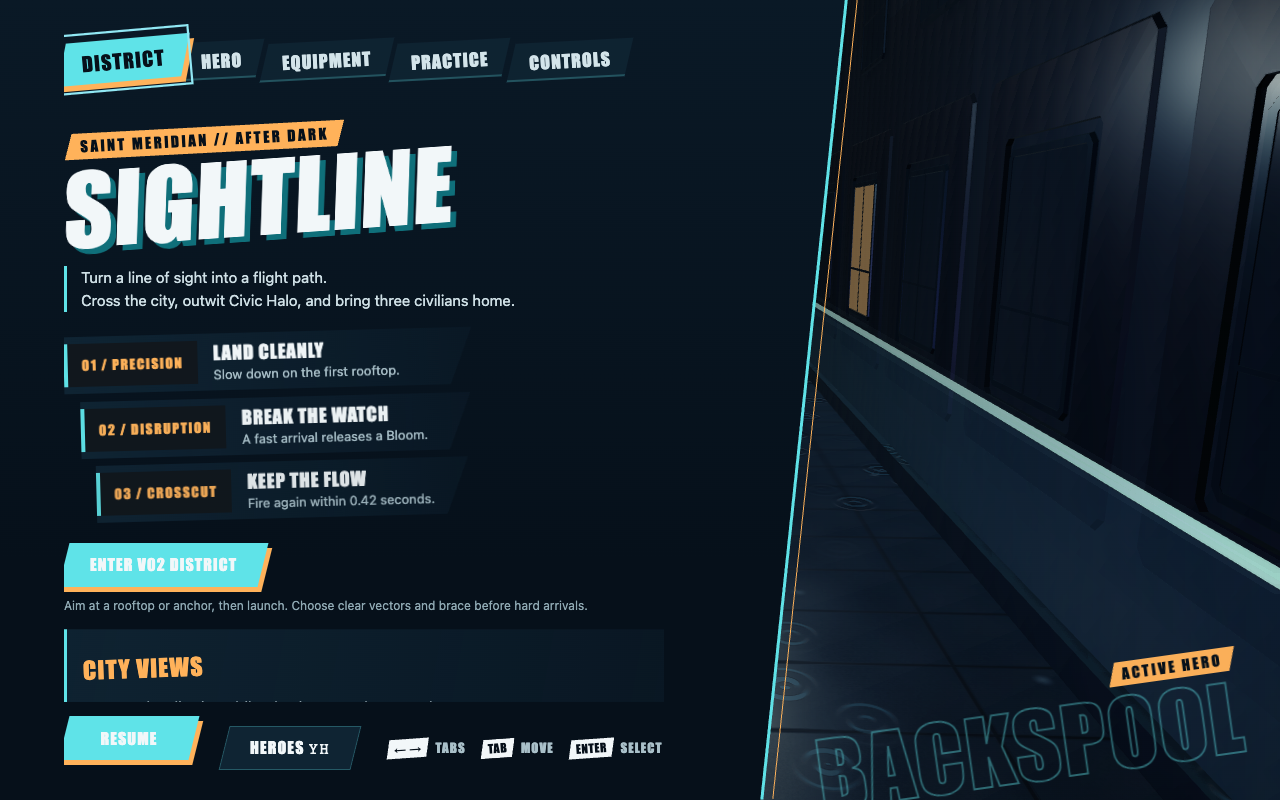 DISTRICT
HERO
EQUIPMENT
PRACTICE
CONTROLS
SAINT MERIDIAN // AFTER DARK
SIGHTLINE
Turn a line of sight into a flight path.
Cross the city, outwit Civic Halo, and bring three civilians home.
01 / PRECISION
LAND CLEANLY
Slow down on the first rooftop.
02 / DISRUPTION
BREAK THE WATCH
A fast arrival releases a Bloom.
03 / CROSSCUT
KEEP THE FLOW
Fire again within 0.42 seconds.
ENTER V02 DISTRICT
Aim at a rooftop or anchor, then launch. Choose clear vectors and brace before hard arrivals.
CITY VIEWS
RESUME
HEROES YH
←→ TABS
TAB MOVE
ENTER SELECT
ACTIVE HERO
BACKSPOOL